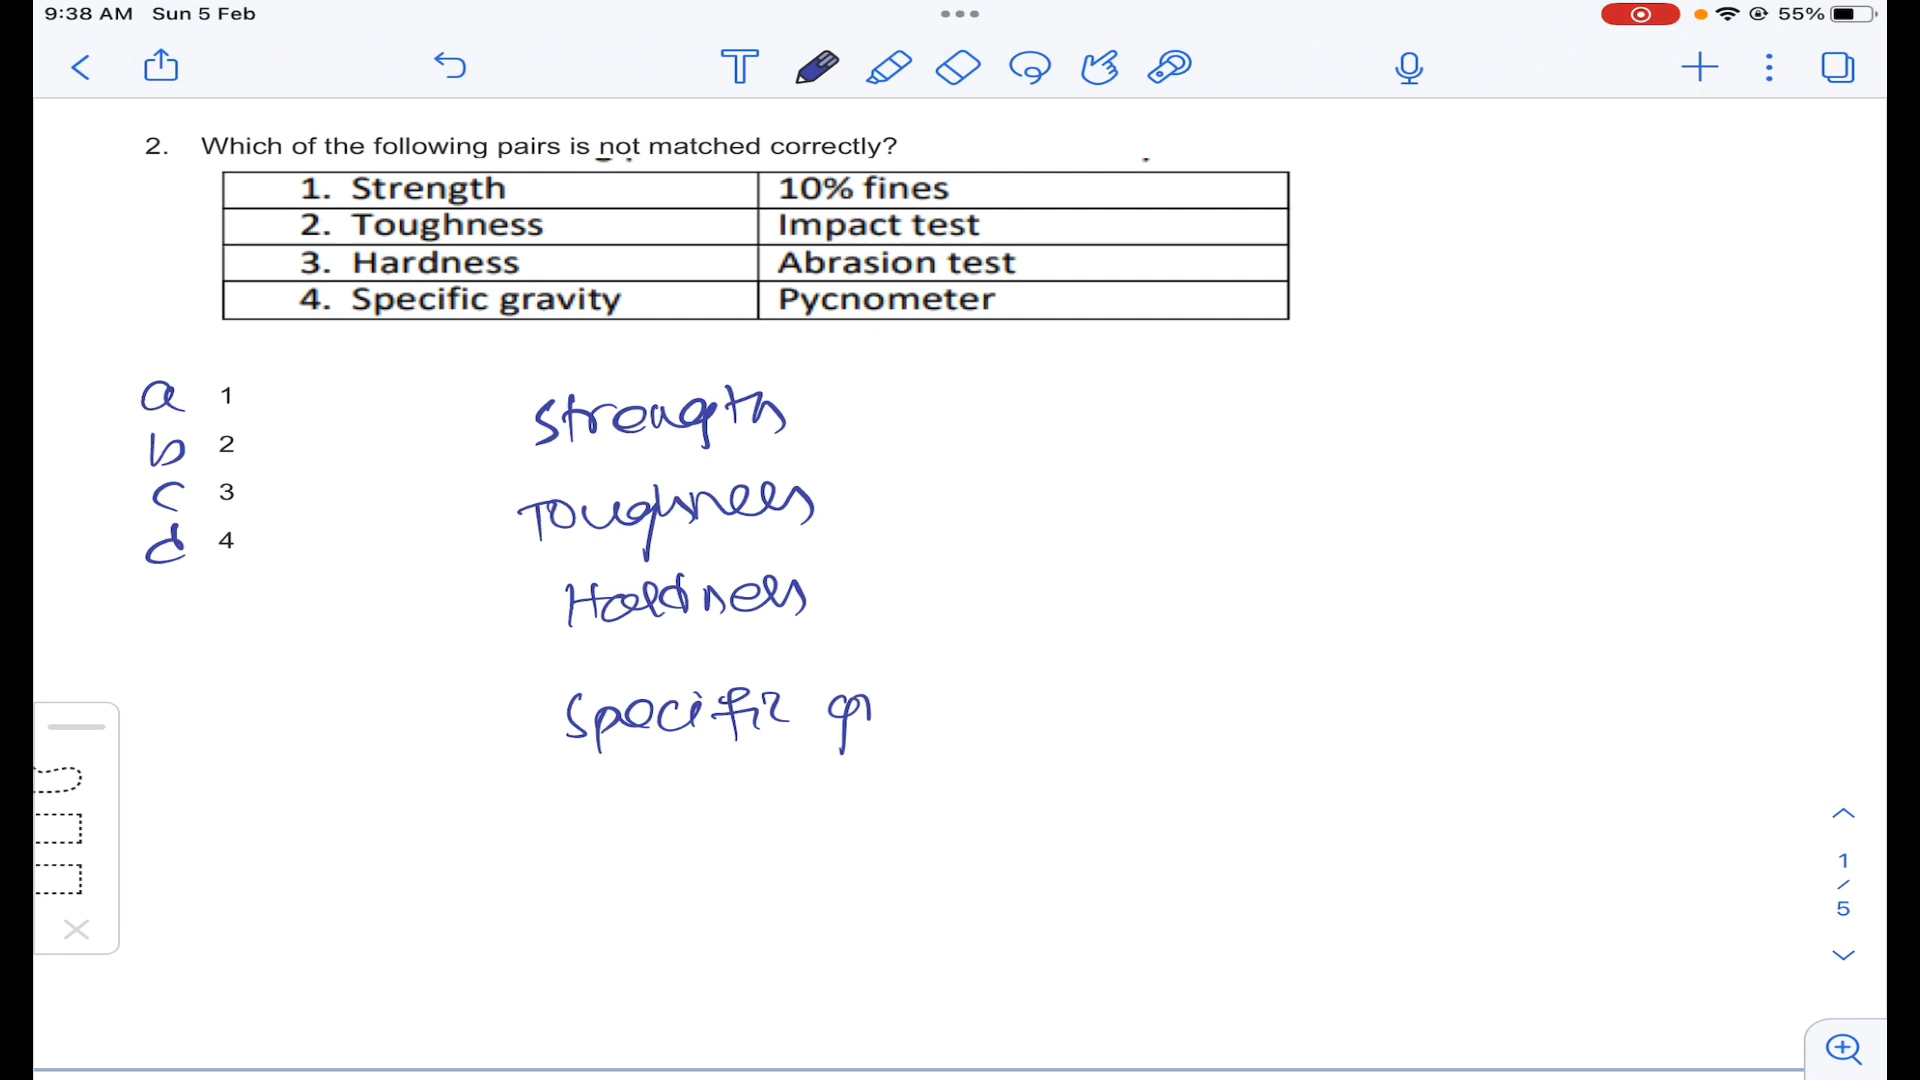 9:38 AM Sun 5 Feb
55%
2. Which of the following pairs is not matched correctly?
1. Strength 10% fines
2. Toughness Impact test
3. Hardness Abrasion test
4. Specific gravity Pycnometer
a 1
b 2
c 3
d 4
Strength
Toughness
Hardness
Specific gr
1
/
5